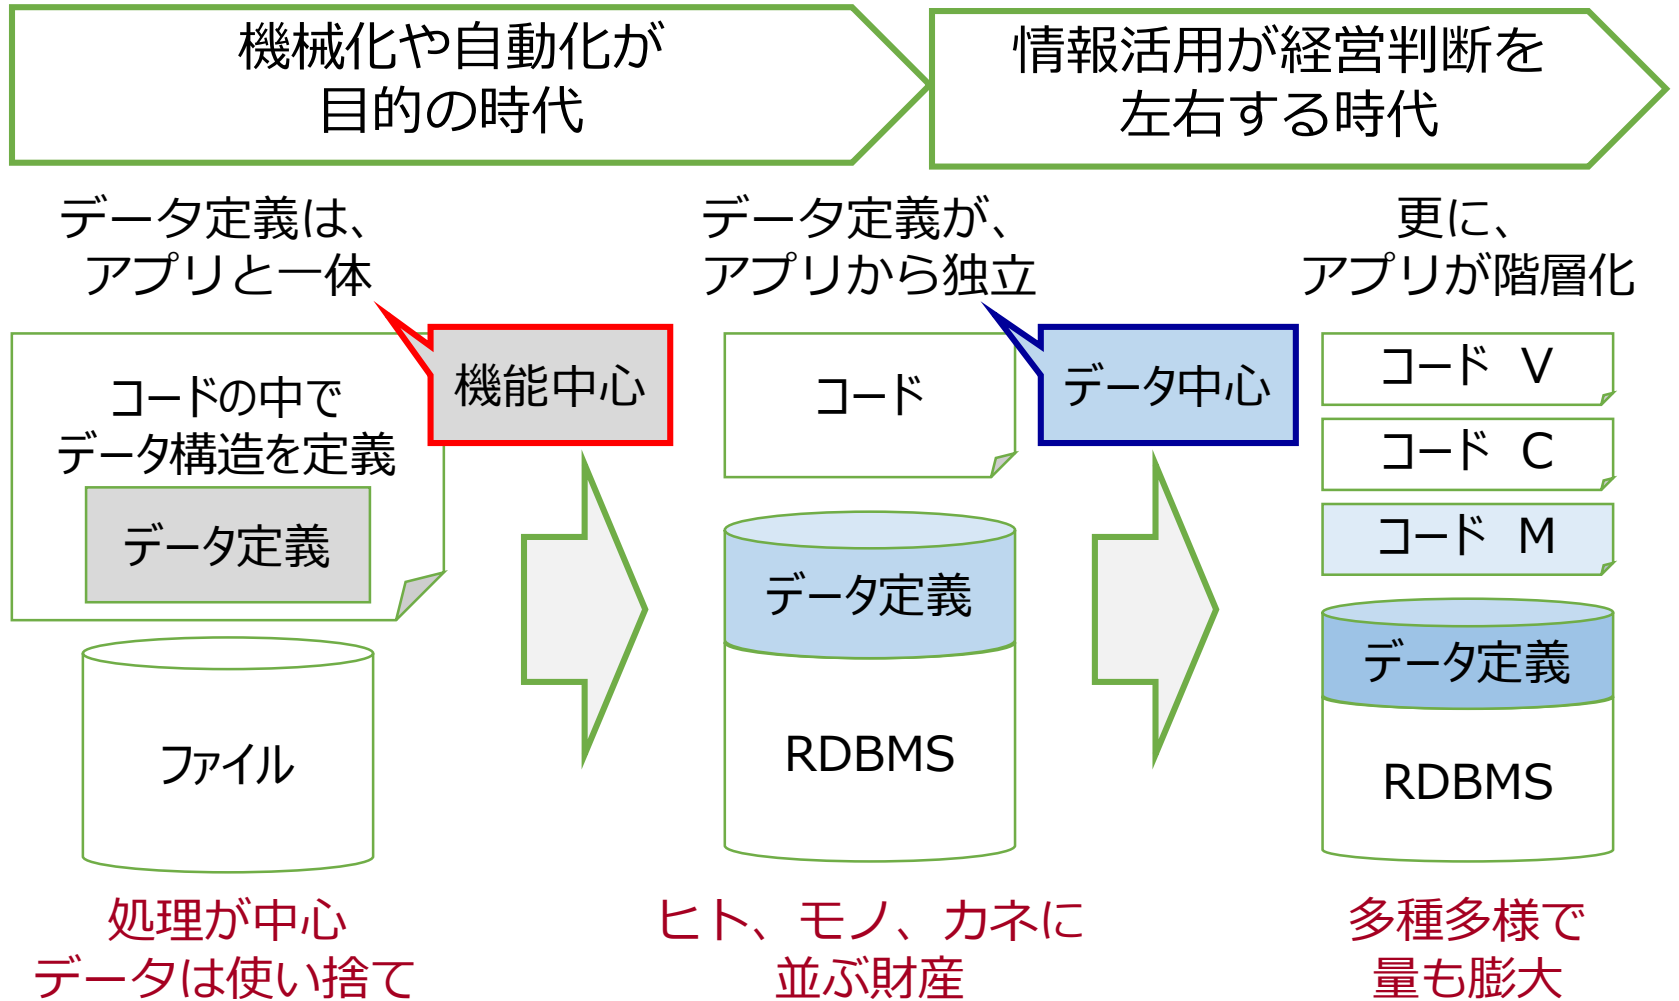 機械化や自動化が
目的の時代
情報活用が経営判断を
左右する時代
データ定義は、
アプリと一体
機能中心
コードの中で
データ構造を定義
データ定義
ファイル
処理が中心
データは使い捨て
データ定義が、
アプリから独立
データ中心
コード
データ定義
RDBMS
ヒト、モノ、カネに
並ぶ財産
更に、
アプリが階層化
コード V
コード C
コード M
データ定義
RDBMS
多種多様で
量も膨大